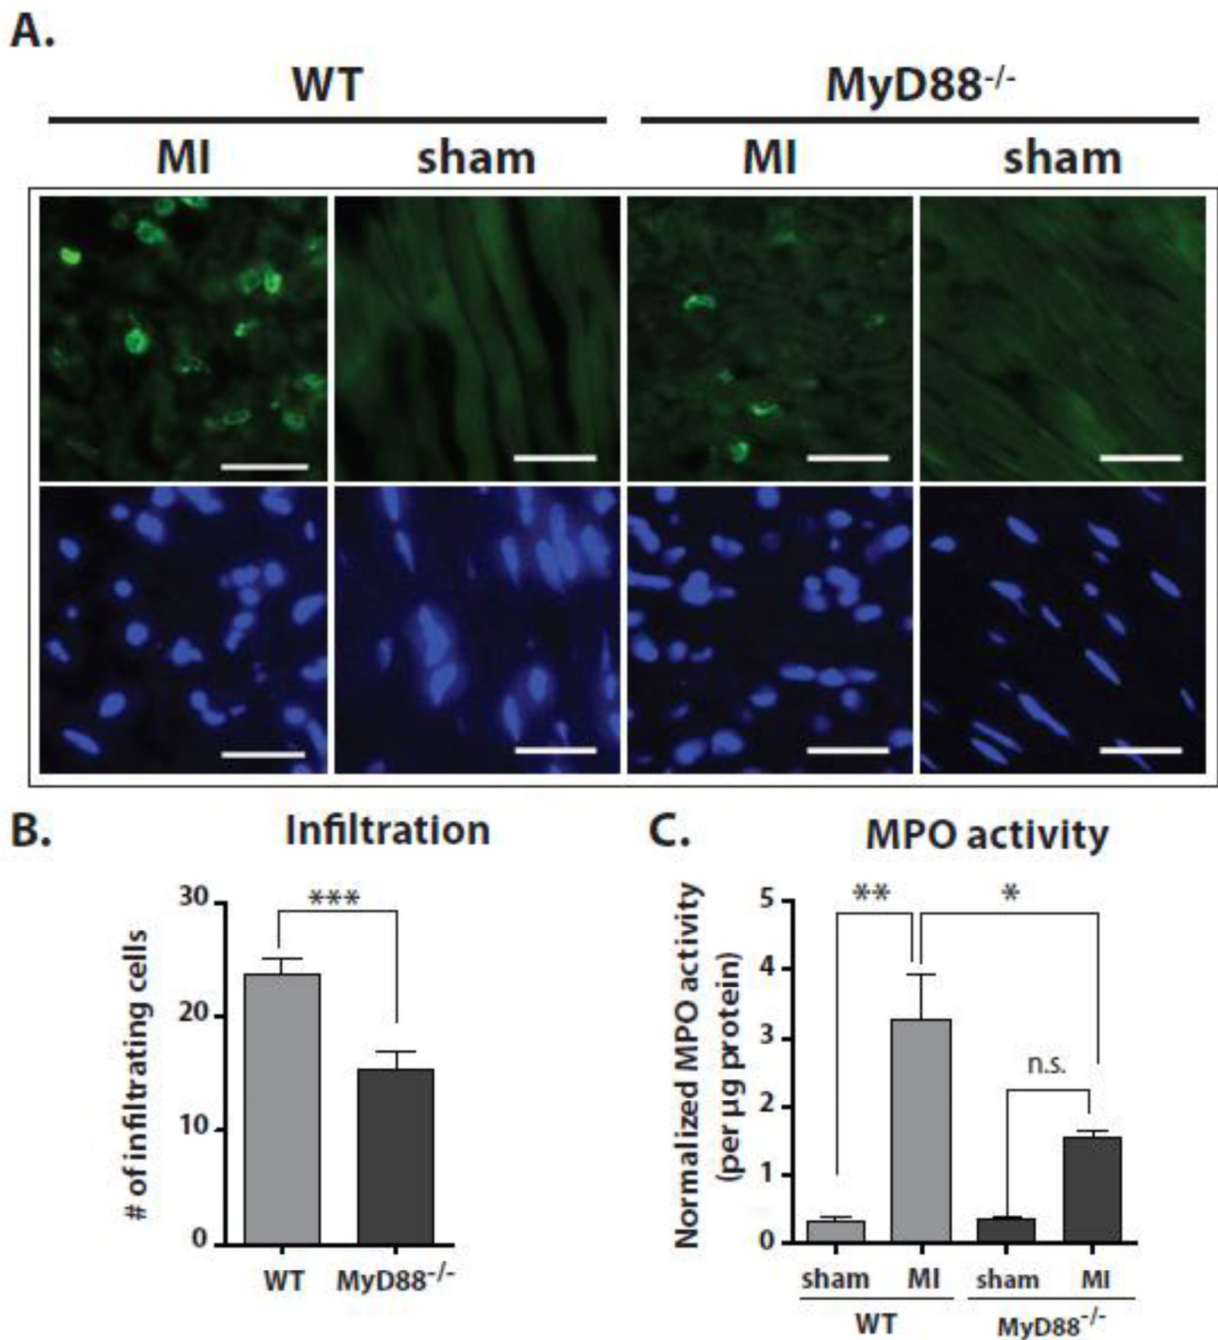 A.
WT MyD88-/-
MI sham MI sham
B. Infiltration
***
# of infiltrating cells
30
20
10
0
WT MyD88-/-
C. MPO activity
** *
n.s.
Normalized MPO activity
(per µg protein)
5
4
3
2
1
0
sham MI sham MI
WT MyD88-/-